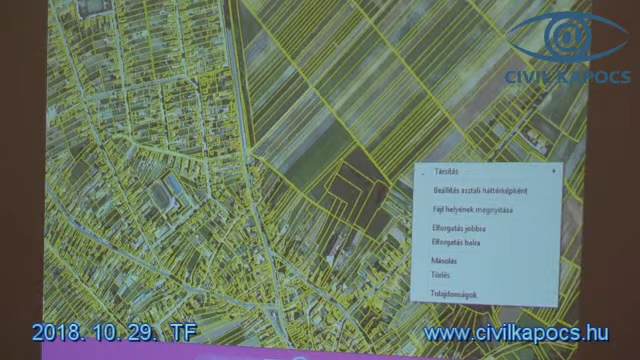 @
CIVIL KAPOCS
Társítás
Beállítás asztali háttérképként
Fájl helyének megnyitása
Elforgatás jobbra
Elforgatás balra
Másolás
Törlés
Tulajdonságok
2018. 10. 29. TF
www.civilkapocs.hu